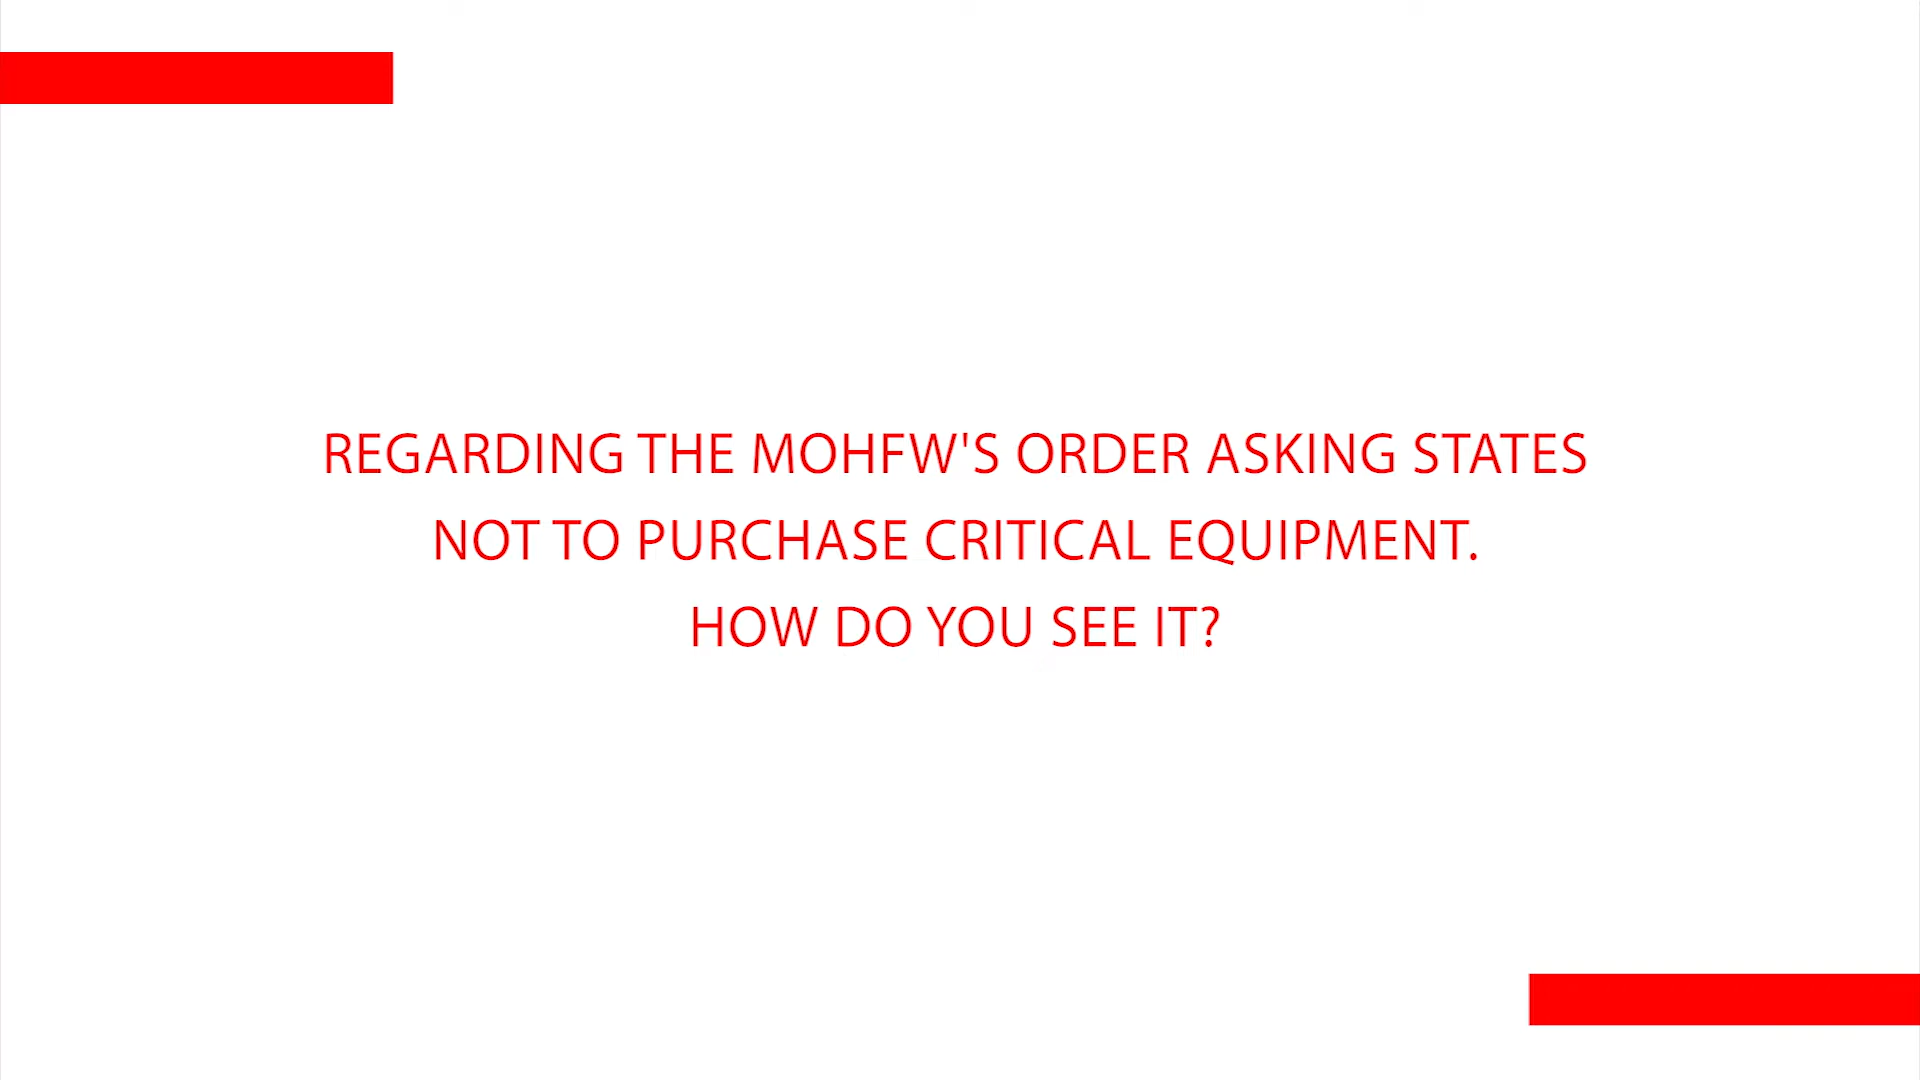 REGARDING THE MOHFW'S ORDER ASKING STATES
NOT TO PURCHASE CRITICAL EQUIPMENT.
HOW DO YOU SEE IT?